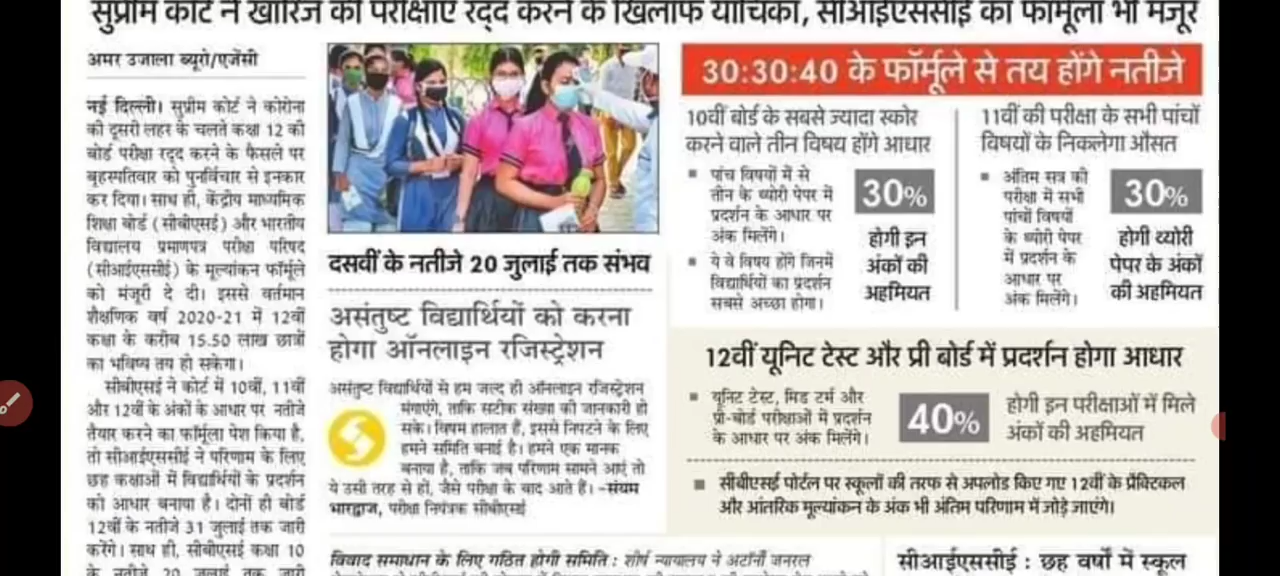 सुप्रीम कोर्ट ने खारिज की परीक्षाएं रद्द करने के खिलाफ याचिका, सीआईएससीई का फॉर्मूला भी मंजूर
अमर उजाला ब्यूरो/एजेंसी
नई दिल्ली। सुप्रीम कोर्ट ने कोरोना
की दूसरी लहर के चलते कक्षा 12 की
बोर्ड परीक्षा रद्द करने के फैसले पर
बृहस्पतिवार को पुनर्विचार से इनकार
कर दिया। साथ ही, केंद्रीय माध्यमिक
शिक्षा बोर्ड (सीबीएसई) और भारतीय
विद्यालय प्रमाणपत्र परीक्षा परिषद
(सीआईएससीई) के मूल्यांकन फॉर्मूले
को मंजूरी दे दी। इससे वर्तमान
शैक्षणिक वर्ष 2020-21 में 12वीं
कक्षा के करीब 15.50 लाख छात्रों
का भविष्य तय हो सकेगा।
सीबीएसई ने कोर्ट में 10वीं, 11वीं
और 12वीं के अंकों के आधार पर नतीजे
तैयार करने का फॉर्मूला पेश किया है,
तो सीआईएससीई ने परिणाम के लिए
छह कक्षाओं में विद्यार्थियों के प्रदर्शन
को आधार बनाया है। दोनों ही बोर्ड
12वीं के नतीजे 31 जुलाई तक जारी
करेंगे। साथ ही, सीबीएसई कक्षा 10
के नतीजे 20 जुलाई तक जारी
दसवीं के नतीजे 20 जुलाई तक संभव
असंतुष्ट विद्यार्थियों को करना
होगा ऑनलाइन रजिस्ट्रेशन
असंतुष्ट विद्यार्थियों से हम जल्द ही ऑनलाइन रजिस्ट्रेशन
मंगाएंगे, ताकि सटीक संख्या की जानकारी हो
सके। विषम हालात हैं, इससे निपटने के लिए
हमने समिति बनाई है। हमने एक मानक
बनाया है, ताकि जब परिणाम सामने आएं तो
ये उसी तरह से हों, जैसे परीक्षा के बाद आते हैं। -संयम
भारद्वाज, परीक्षा नियंत्रक सीबीएसई
30:30:40 के फॉर्मूले से तय होंगे नतीजे
10वीं बोर्ड के सबसे ज्यादा स्कोर
करने वाले तीन विषय होंगे आधार
पांच विषयों में से
तीन के थ्योरी पेपर में
प्रदर्शन के आधार पर
अंक मिलेंगे।
ये वे विषय होंगे जिनमें
विद्यार्थियों का प्रदर्शन
सबसे अच्छा होगा।
30%
होगी इन
अंकों की
अहमियत
11वीं की परीक्षा के सभी पांचों
विषयों के निकलेगा औसत
अंतिम सत्र की
परीक्षा में सभी
पांचों विषयों
के थ्योरी पेपर
में प्रदर्शन के
आधार पर
अंक मिलेंगे।
30%
होगी थ्योरी
पेपर के अंकों
की अहमियत
12वीं यूनिट टेस्ट और प्री बोर्ड में प्रदर्शन होगा आधार
यूनिट टेस्ट, मिड टर्म और
प्री-बोर्ड परीक्षाओं में प्रदर्शन
के आधार पर अंक मिलेंगे।
40%
होगी इन परीक्षाओं में मिले
अंकों की अहमियत
सीबीएसई पोर्टल पर स्कूलों की तरफ से अपलोड किए गए 12वीं के प्रैक्टिकल
और आंतरिक मूल्यांकन के अंक भी अंतिम परिणाम में जोड़े जाएंगे।
विवाद समाधान के लिए गठित होगी समिति : शीर्ष न्यायालय ने अटॉर्नी जनरल
सीआईएससीई : छह वर्षों में स्कूल